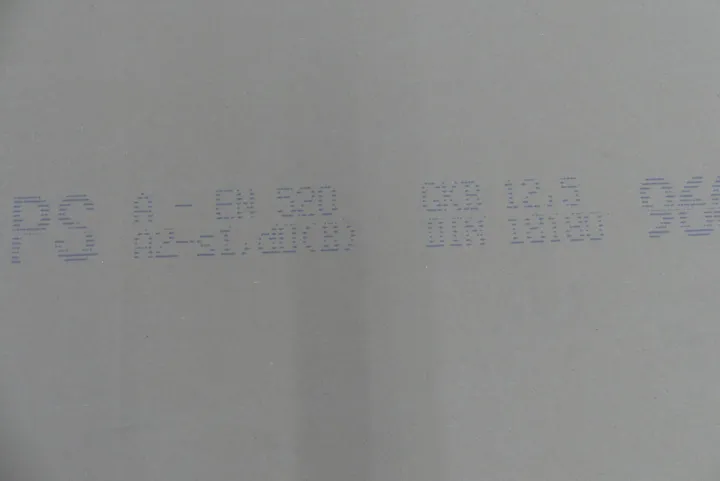 PS A - EN 520 GKB 12.5
A2-s1,d0(B) DIN 18180